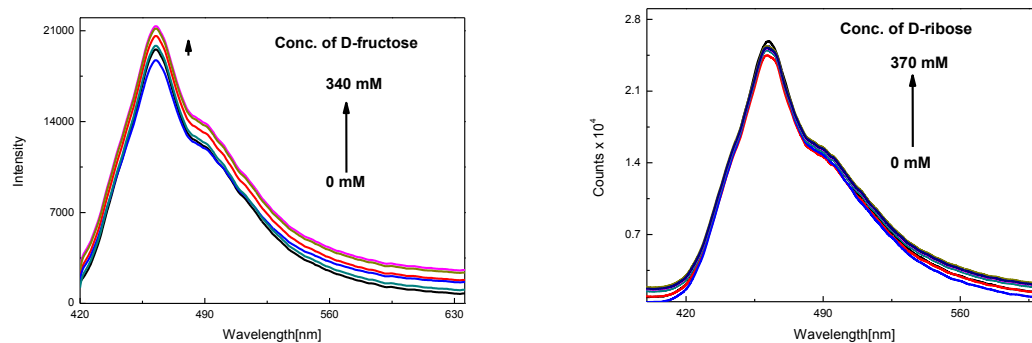 21000
14000
7000
0
420
490
560
630
Intensity
Wavelength[nm]
Conc. of D-fructose
340 mM
0 mM
2.8
2.1
1.4
0.7
420
490
560
Counts x 10⁴
Wavelength[nm]
Conc. of D-ribose
370 mM
0 mM